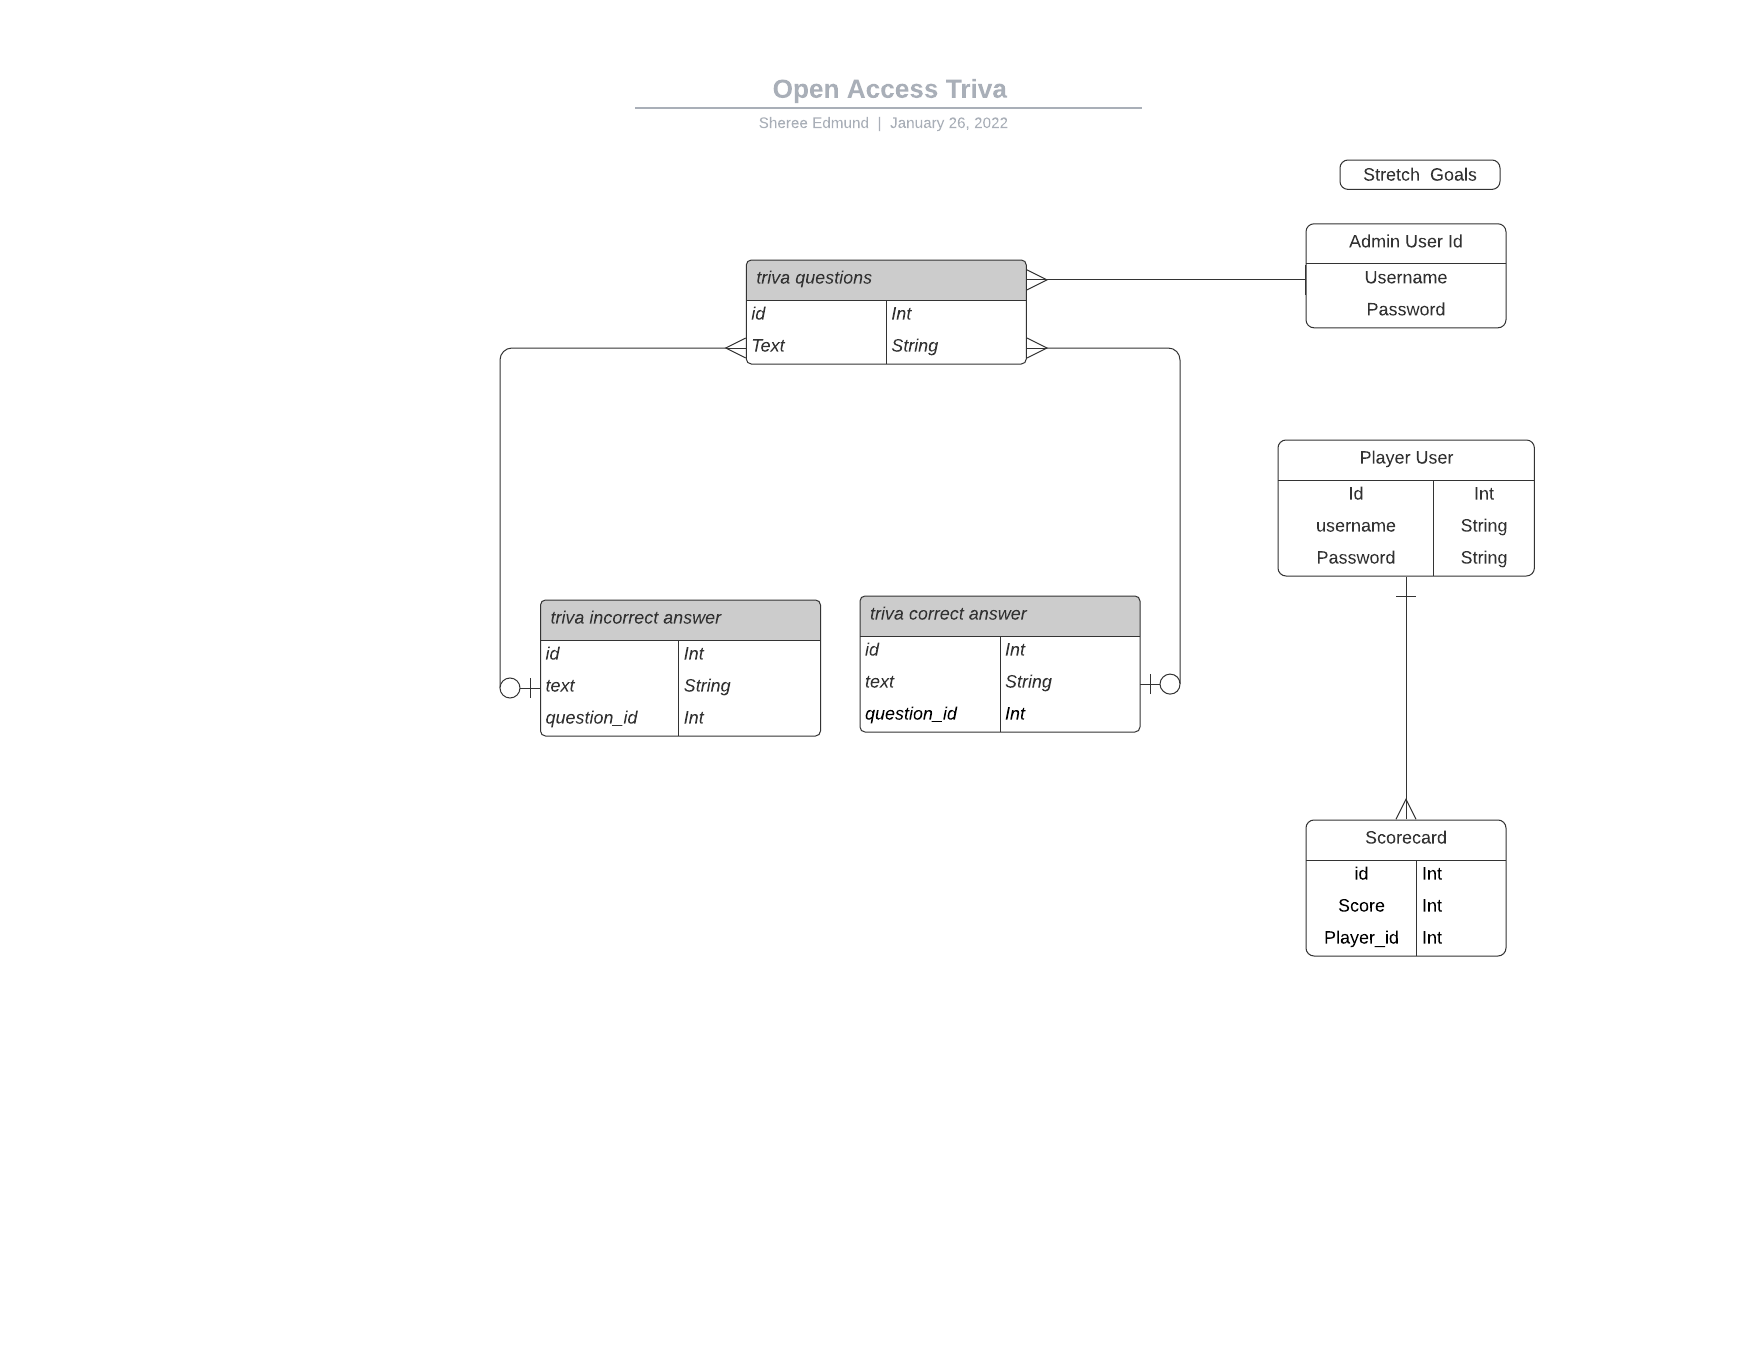 Open Access Triva
Sheree Edmund | January 26, 2022
Stretch Goals
Admin User Id
Username
Password
triva questions
id Int
Text String
Player User
Id Int
username String
Password String
triva incorrect answer
id Int
text String
question_id Int
triva correct answer
id Int
text String
question_id Int
Scorecard
id Int
Score Int
Player_id Int